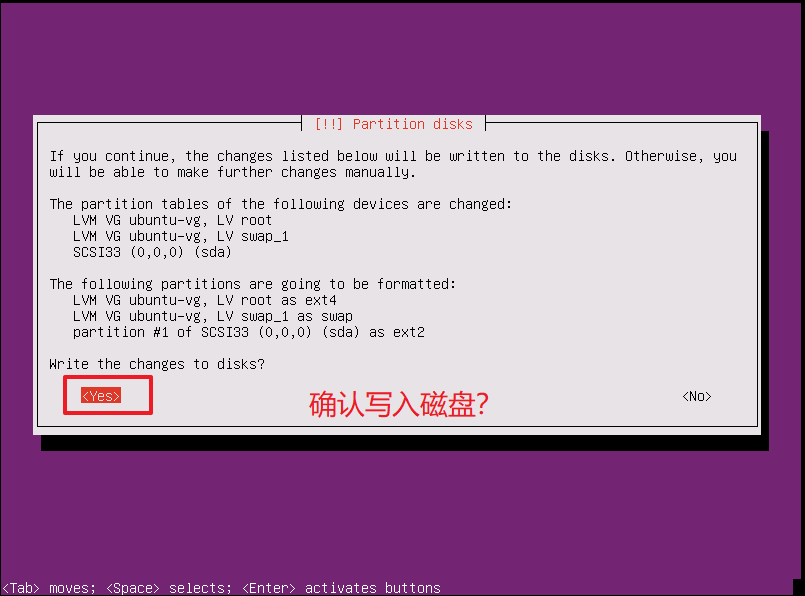 [!!] Partition disks
If you continue, the changes listed below will be written to the disks. Otherwise, you
will be able to make further changes manually.
The partition tables of the following devices are changed:
LVM VG ubuntu-vg, LV root
LVM VG ubuntu-vg, LV swap_1
SCSI33 (0,0,0) (sda)
The following partitions are going to be formatted:
LVM VG ubuntu-vg, LV root as ext4
LVM VG ubuntu-vg, LV swap_1 as swap
partition #1 of SCSI33 (0,0,0) (sda) as ext2
Write the changes to disks?
<Yes> 确认写入磁盘? <No>
<Tab> moves; <Space> selects; <Enter> activates buttons